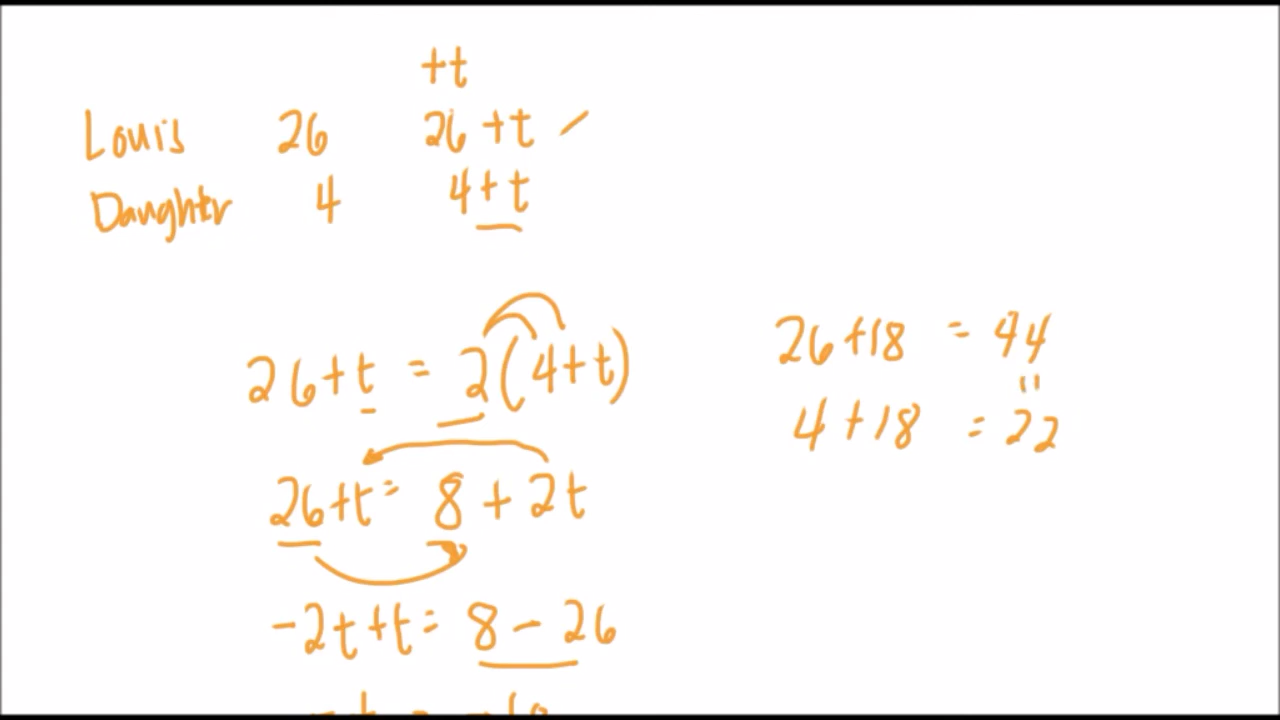 +t
Louis 26 26+t
Daughter 4 4+t
26+t = 2(4+t)
26+t = 8 + 2t
-2t+t = 8 - 26
26+18 = 44
"
4+18 = 22